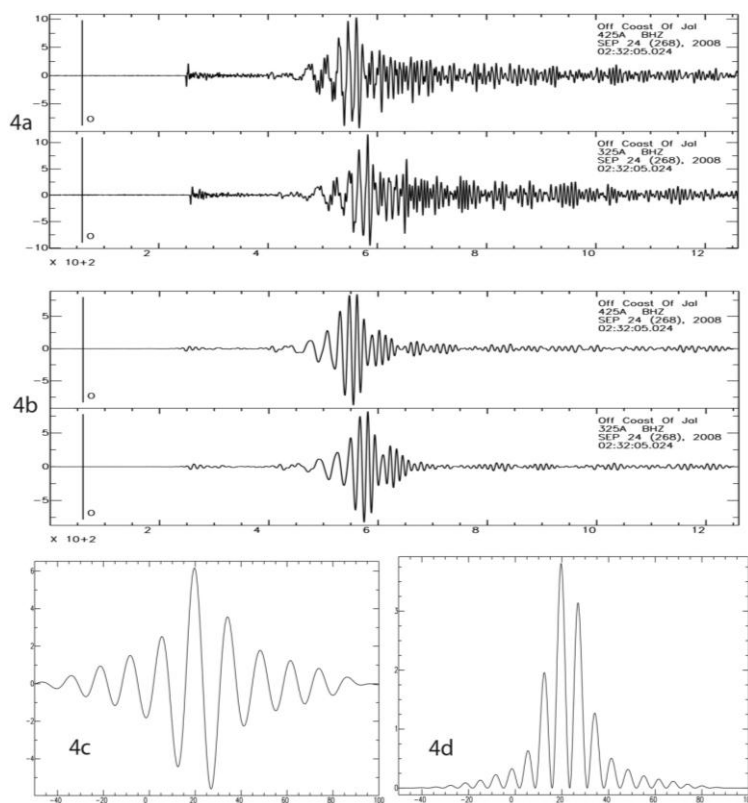 10
5
0
-5
Off Coast Of Jal
425A BHZ
SEP 24 (268), 2008
02:32:05.024
O
4a
10
5
0
-5
10
Off Coast Of Jal
325A BHZ
SEP 24 (268), 2008
02:32:05.024
O
2 4 6 8 10 12
X 10+2
5
0
-5
Off Coast Of Jal
425A BHZ
SEP 24 (268), 2008
02:32:05.024
O
4b
5
0
-5
Off Coast Of Jal
325A BHZ
SEP 24 (268), 2008
02:32:05.024
O
2 4 6 8 10 12
X 10+2
6
4
2
0
-2
-4
4c
-40 -20 0 20 40 60 80 100
3
2
1
0
4d
-40 -20 0 20 40 60 80 100